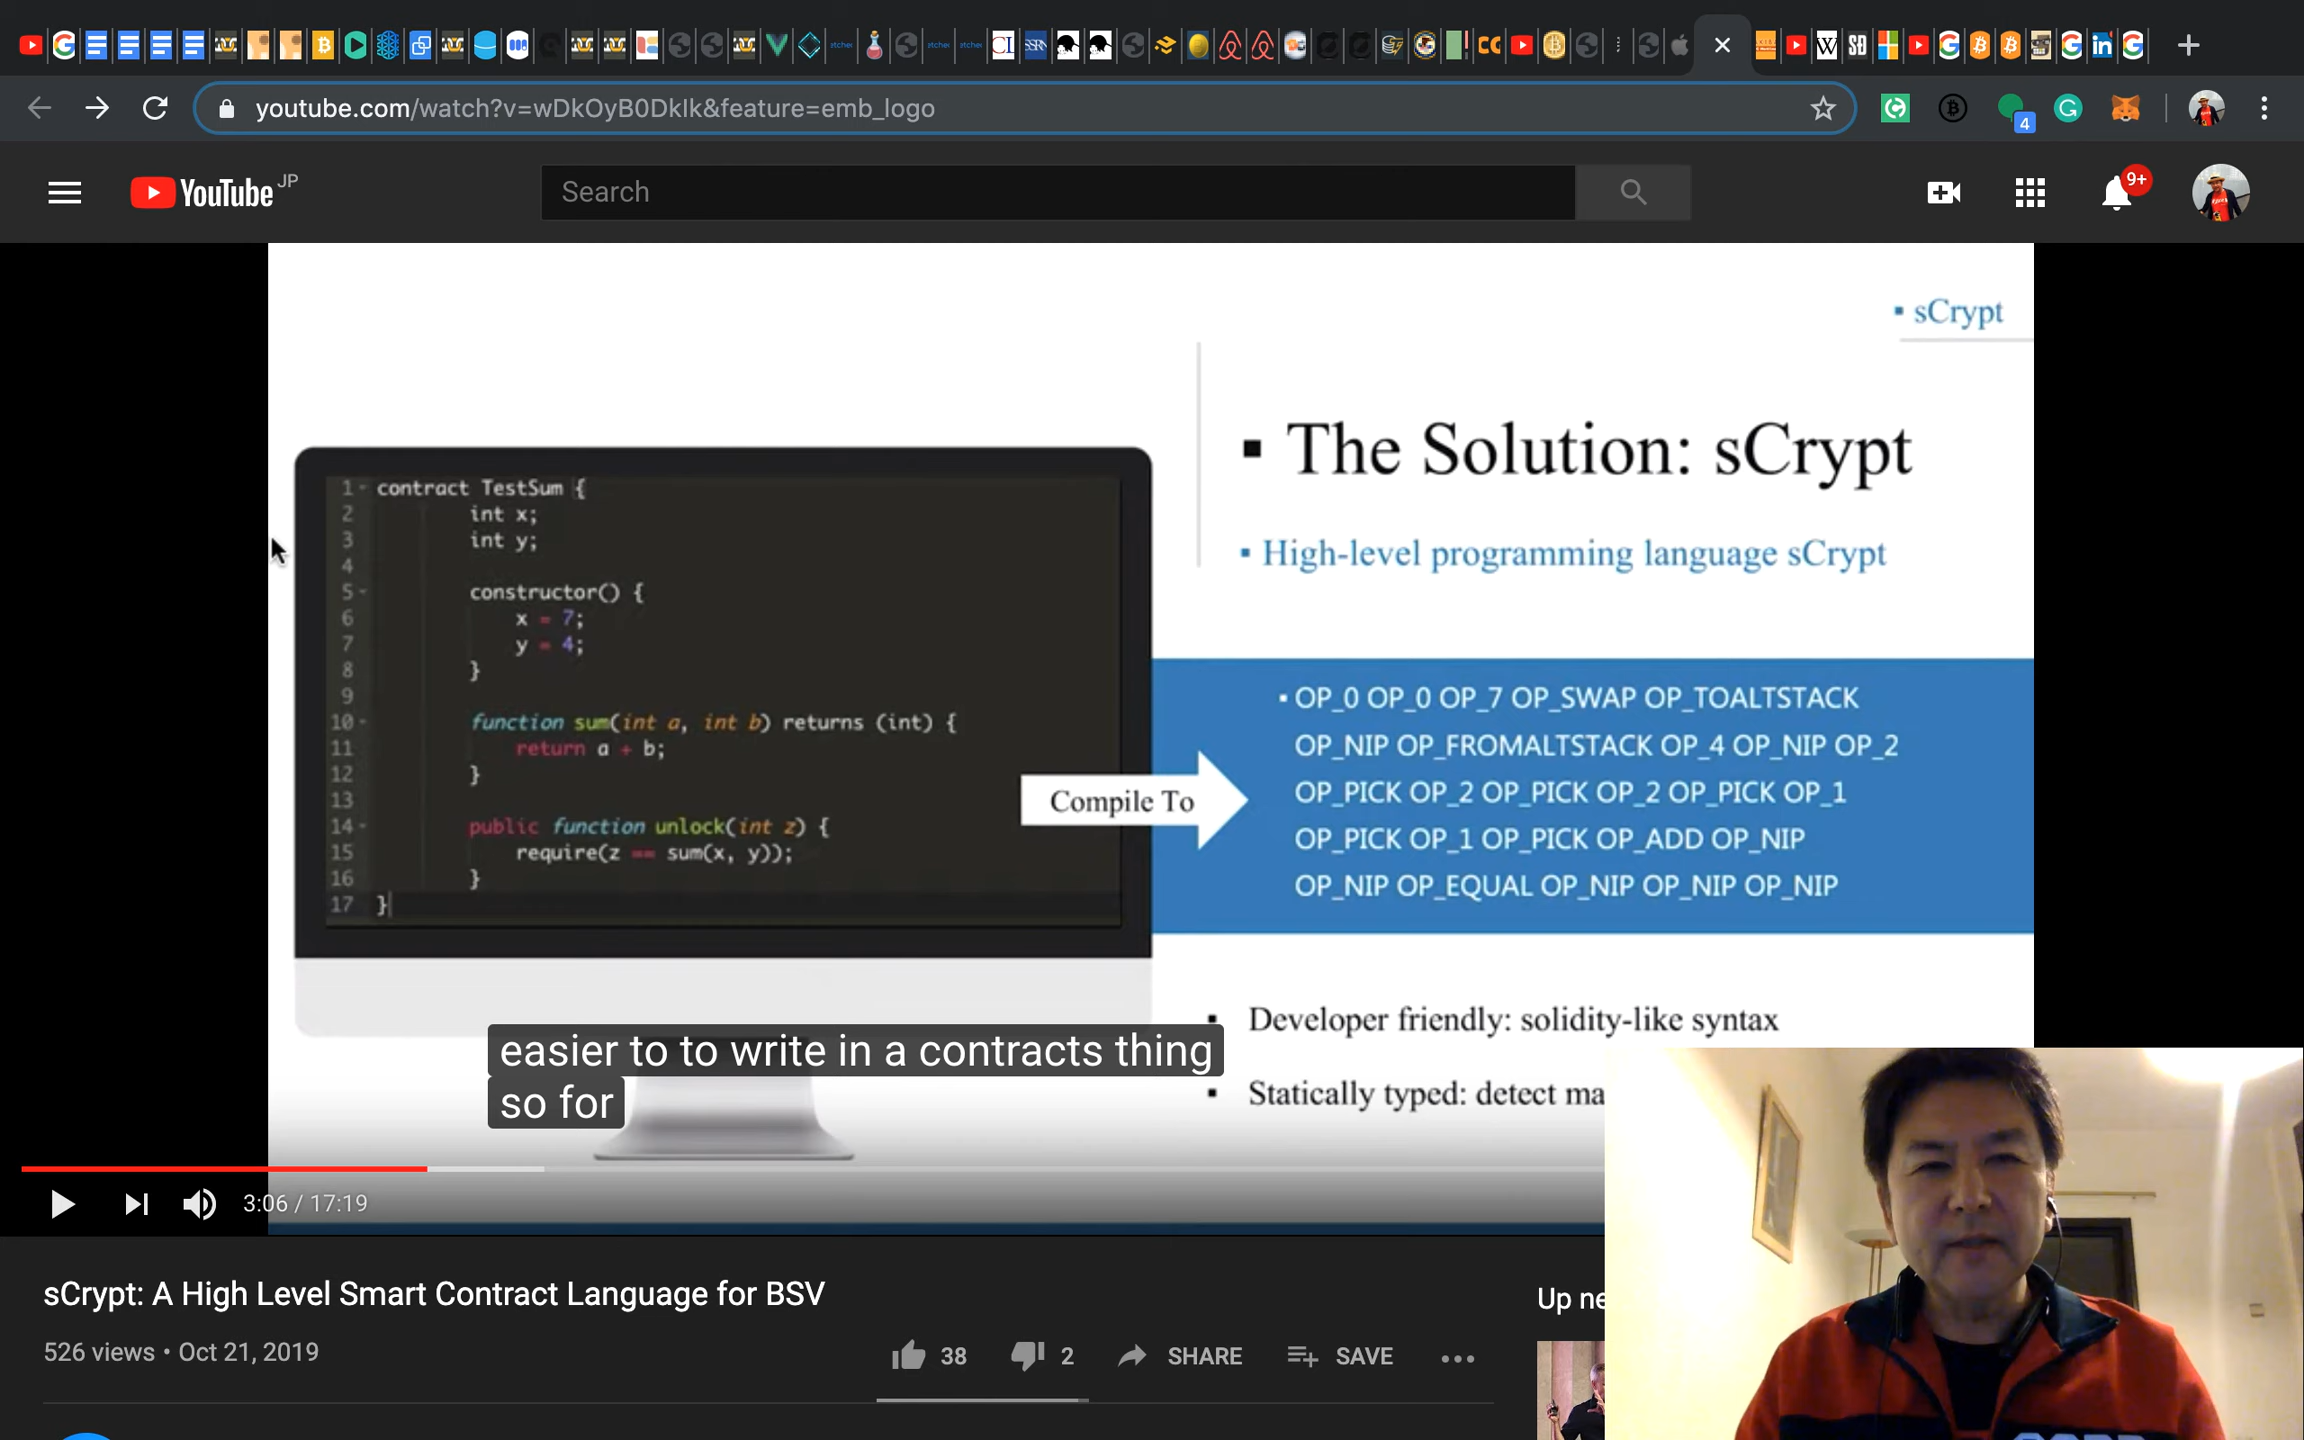 youtube.com/watch?v=wDkOyB0DkIk&feature=emb_logo
4
YouTube JP
Search
9+
▪ sCrypt
▪ The Solution: sCrypt
▪ High-level programming language sCrypt
1 contract TestSum {
2 int x;
3 int y;
4
5 constructor() {
6 x = 7;
7 y = 4;
8 }
9
10 function sum(int a, int b) returns (int) {
11 return a + b;
12 }
13
14 public function unlock(int z) {
15 require(z == sum(x, y));
16 }
17 }
Compile To
▪ OP_0 OP_0 OP_7 OP_SWAP OP_TOALTSTACK
OP_NIP OP_FROMALTSTACK OP_4 OP_NIP OP_2
OP_PICK OP_2 OP_PICK OP_2 OP_PICK OP_1
OP_PICK OP_1 OP_PICK OP_ADD OP_NIP
OP_NIP OP_EQUAL OP_NIP OP_NIP OP_NIP
▪ Developer friendly: solidity-like syntax
▪ Statically typed: detect ma
easier to to write in a contracts thing
so for
3:06 / 17:19
sCrypt: A High Level Smart Contract Language for BSV
526 views • Oct 21, 2019
38
2
SHARE
SAVE
Up ne